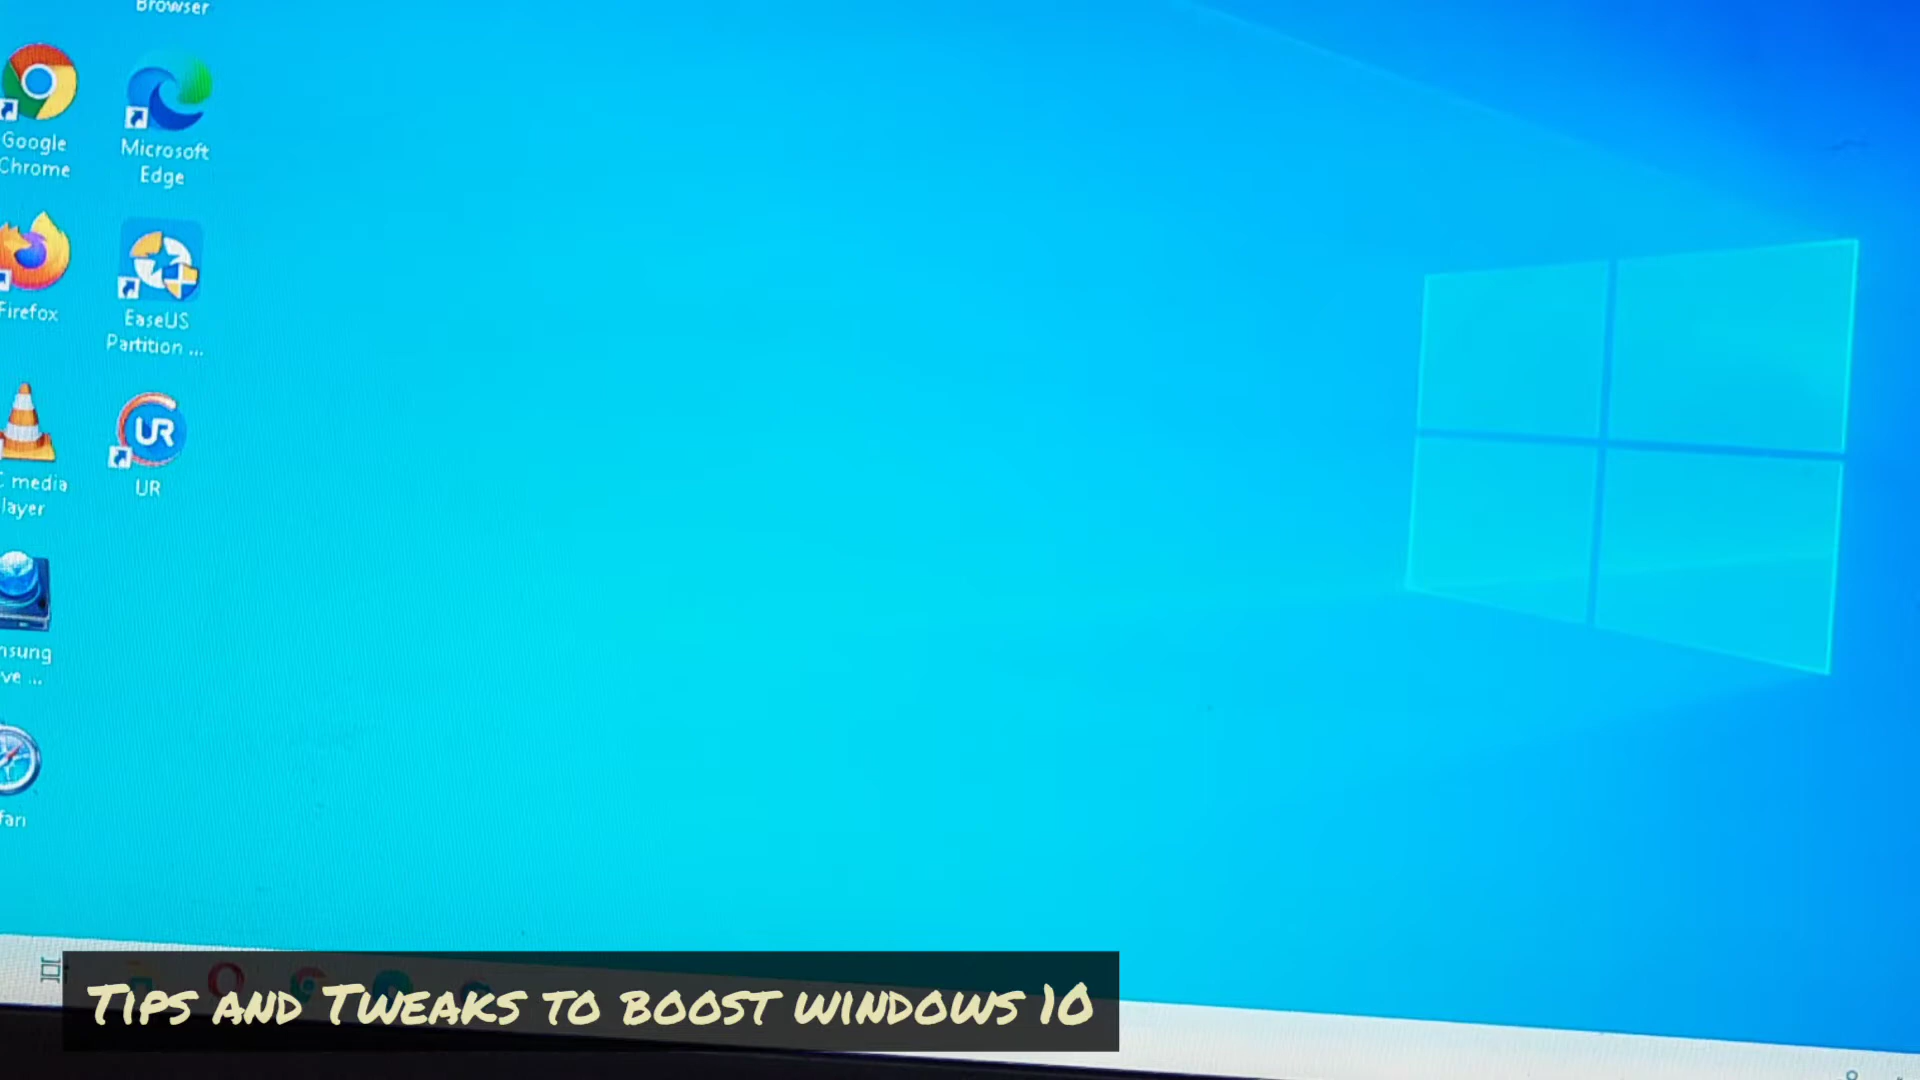 Browser
Google
Chrome
Microsoft
Edge
Firefox
EaseUS
Partition ...
C media
layer
UR
UR
nsung
ve ...
fari
TIPS AND TWEAKS TO BOOST WINDOWS 10